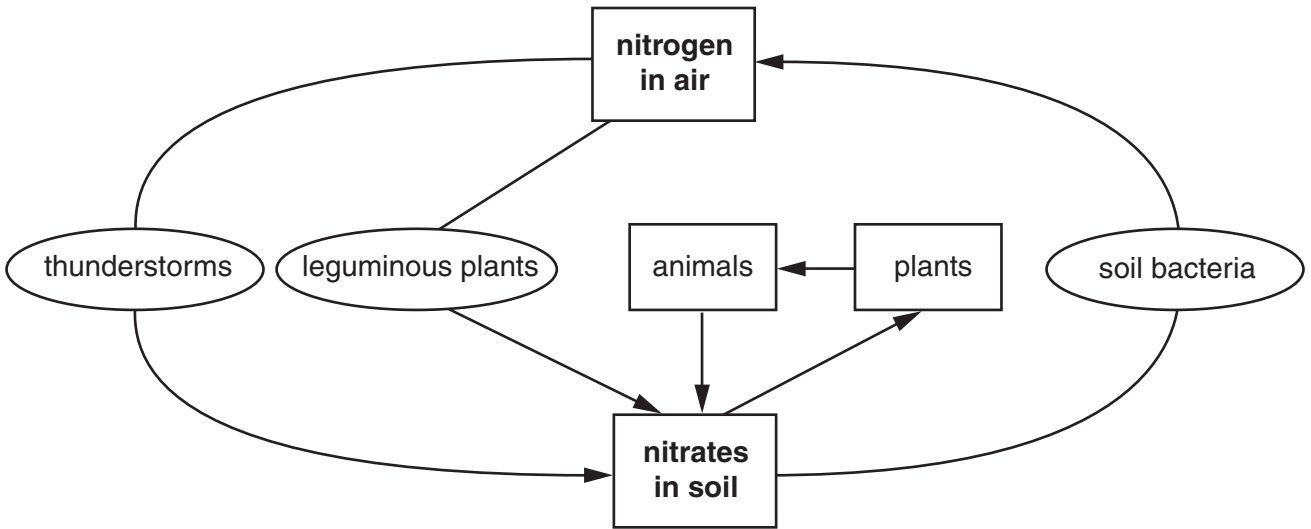 nitrogen
in air
thunderstorms
leguminous plants
animals
plants
soil bacteria
nitrates
in soil